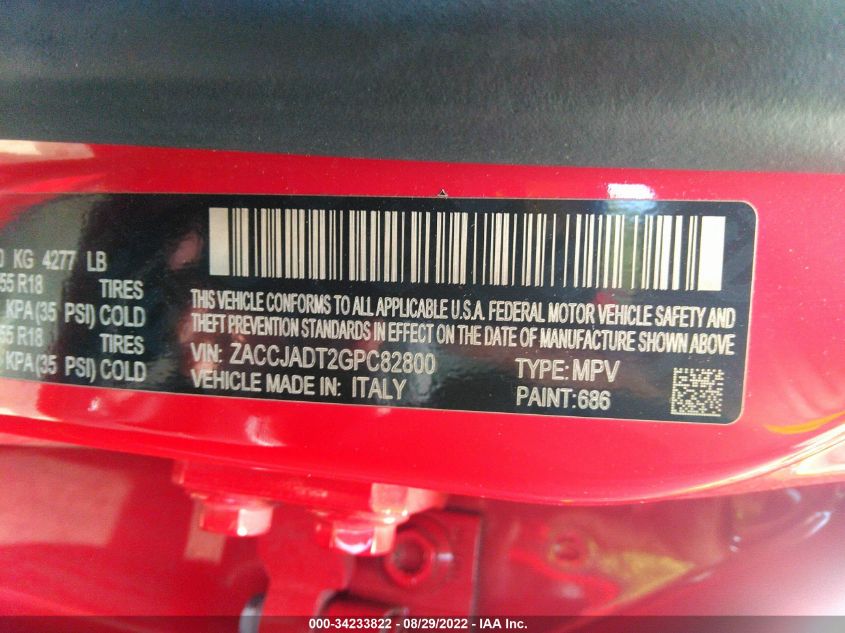 0 KG 4277 LB
55 R18 TIRES
KPA(35 PSI) COLD
55 R18 TIRES
KPA(35 PSI) COLD
THIS VEHICLE CONFORMS TO ALL APPLICABLE U.S.A. FEDERAL MOTOR VEHICLE SAFETY AND
THEFT PREVENTION STANDARDS IN EFFECT ON THE DATE OF MANUFACTURE SHOWN ABOVE
VIN: ZACCJADT2GPC82800 TYPE: MPV
VEHICLE MADE IN: ITALY PAINT:686
000-34233822 - 08/29/2022 - IAA Inc.